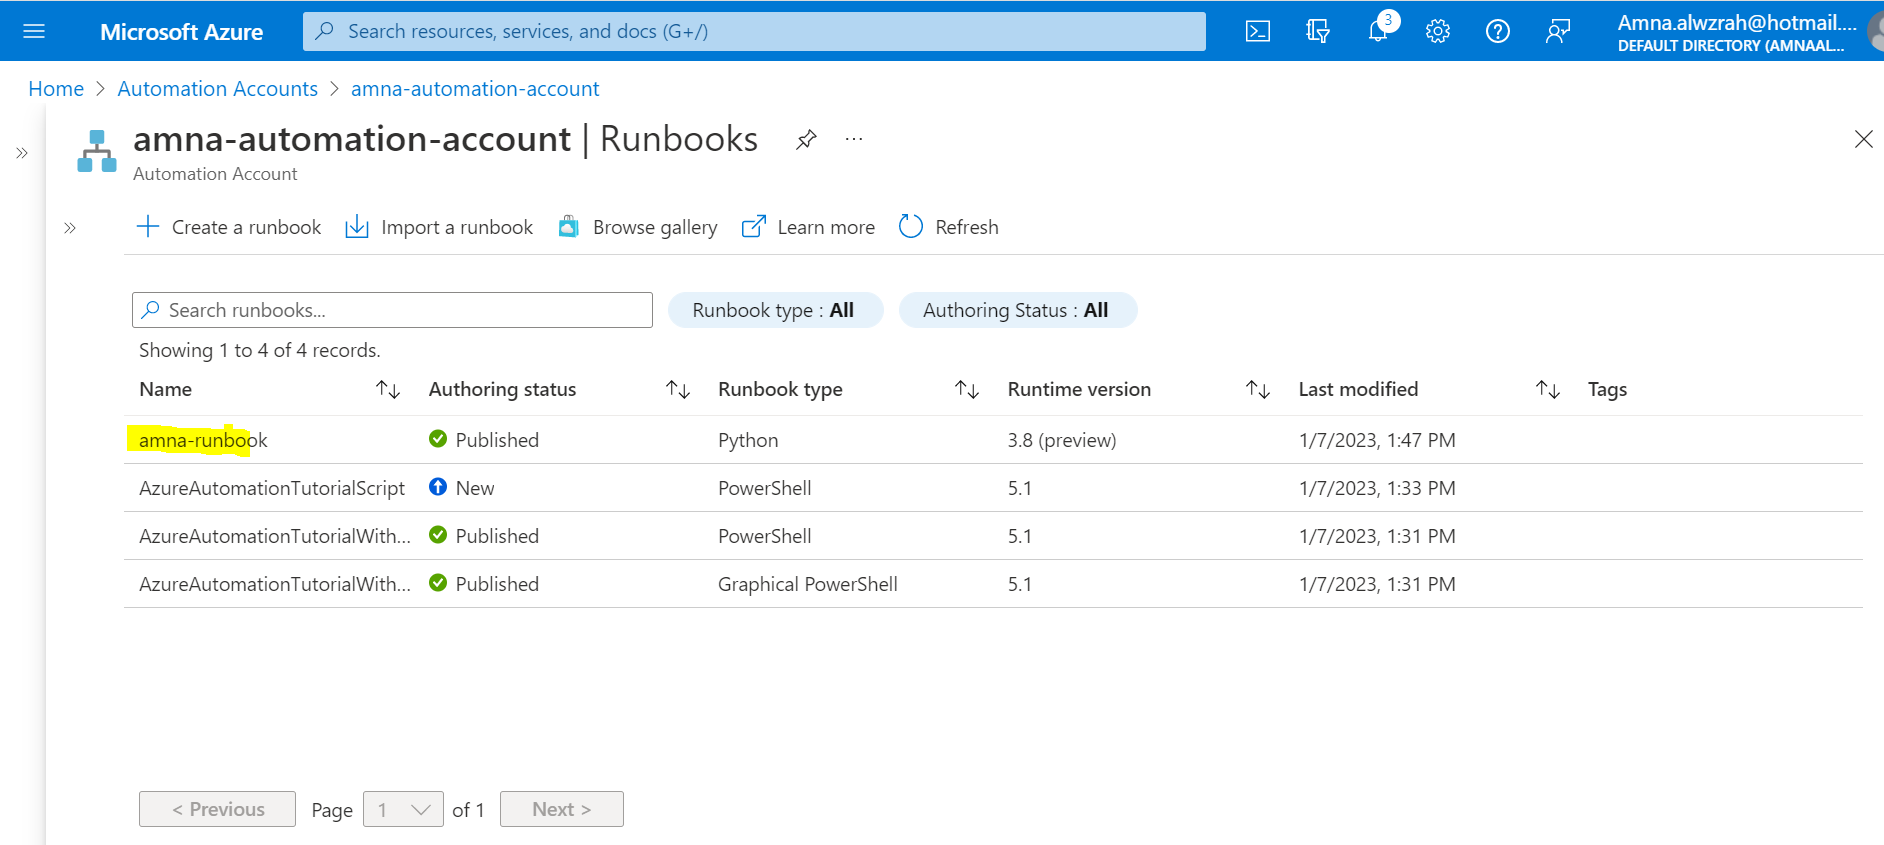 Microsoft Azure
Search resources, services, and docs (G+/)
3
Amna.alwzrah@hotmail....
DEFAULT DIRECTORY (AMNAAL...
Home > Automation Accounts > amna-automation-account
amna-automation-account | Runbooks
...
Automation Account
Create a runbook Import a runbook Browse gallery Learn more Refresh
Search runbooks...
Runbook type : All
Authoring Status : All
Showing 1 to 4 of 4 records.
Name Authoring status Runbook type Runtime version Last modified Tags
amna-runbook Published Python 3.8 (preview) 1/7/2023, 1:47 PM
AzureAutomationTutorialScript New PowerShell 5.1 1/7/2023, 1:33 PM
AzureAutomationTutorialWith... Published PowerShell 5.1 1/7/2023, 1:31 PM
AzureAutomationTutorialWith... Published Graphical PowerShell 5.1 1/7/2023, 1:31 PM
< Previous Page 1 of 1 Next >